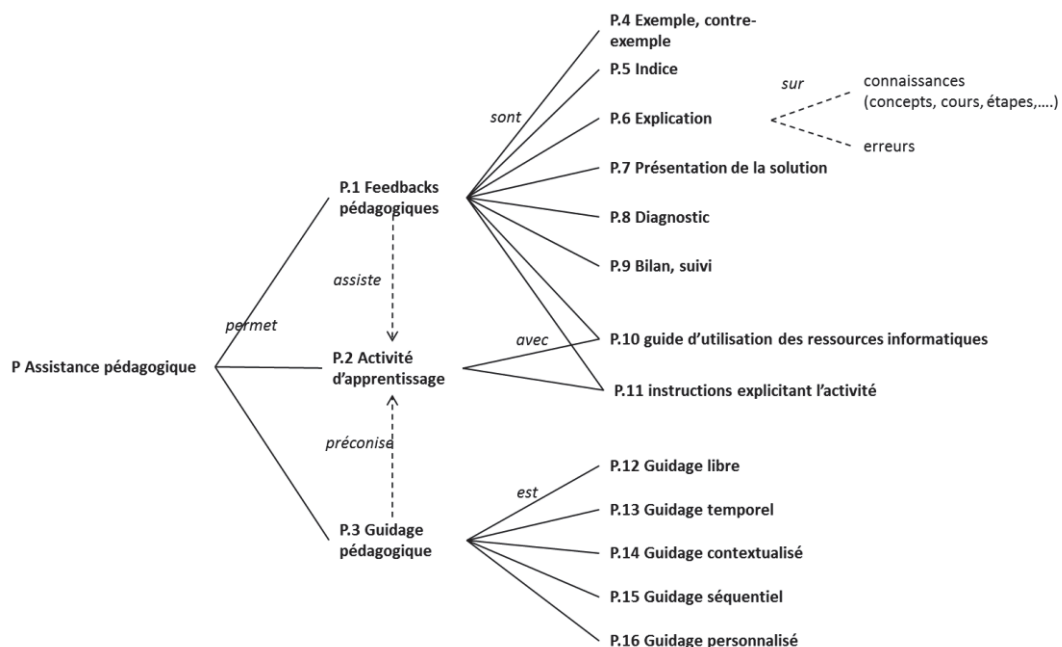 P.4 Exemple, contre-
exemple
P.5 Indice
sur
connaissances
(concepts, cours, étapes,....)
sont
P.6 Explication
erreurs
P.7 Présentation de la solution
P.1 Feedbacks
pédagogiques
P.8 Diagnostic
P.9 Bilan, suivi
assiste
permet
avec
P.10 guide d'utilisation des ressources informatiques
P Assistance pédagogique
P.2 Activité
d'apprentissage
P.11 instructions explicitant l'activité
préconise
P.12 Guidage libre
est
P.13 Guidage temporel
P.3 Guidage
pédagogique
P.14 Guidage contextualisé
P.15 Guidage séquentiel
P.16 Guidage personnalisé